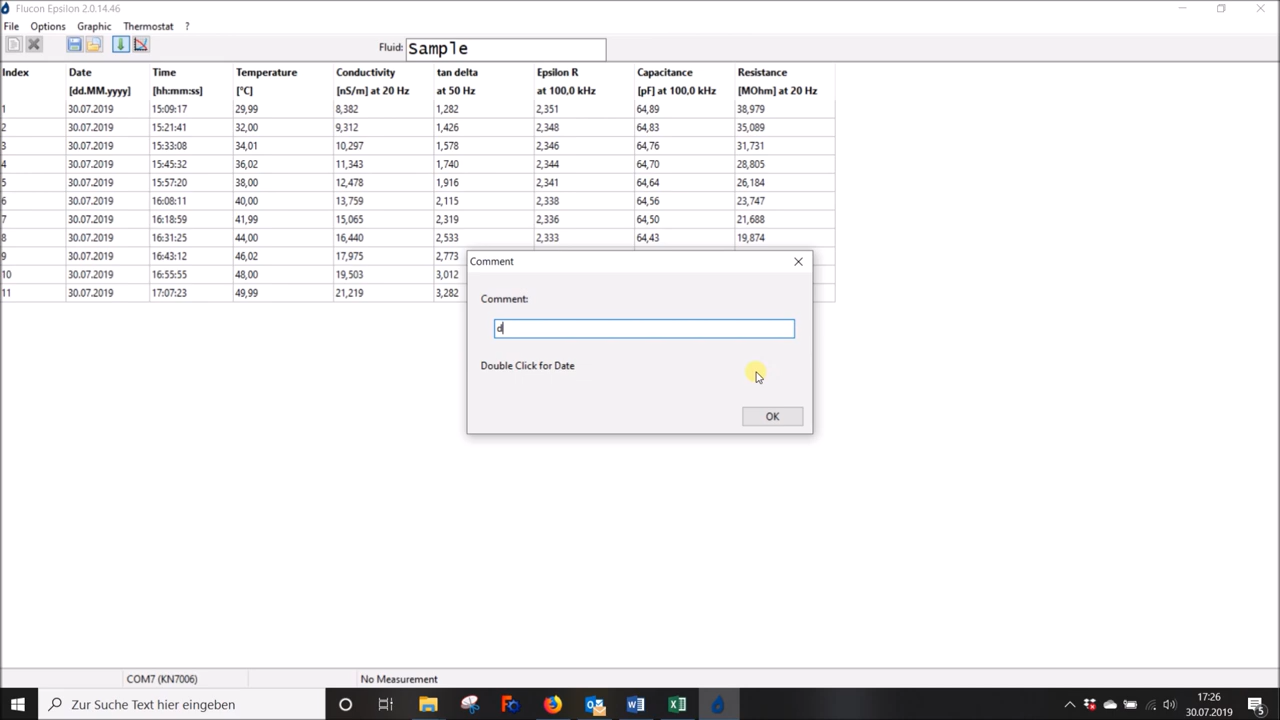 Flucon Epsilon 2.0.14.46
File Options Graphic Thermostat ?
Fluid: Sample
Index Date Time Temperature Conductivity tan delta Epsilon R Capacitance Resistance
[dd.MM.yyyy] [hh:mm:ss] [°C] [nS/m] at 20 Hz at 50 Hz at 100,0 kHz [pF] at 100,0 kHz [MOhm] at 20 Hz
1 30.07.2019 15:09:17 29,99 8,382 1,282 2,351 64,89 38,979
2 30.07.2019 15:21:41 32,00 9,312 1,426 2,348 64,83 35,089
3 30.07.2019 15:33:08 34,01 10,297 1,578 2,346 64,76 31,731
4 30.07.2019 15:45:32 36,02 11,343 1,740 2,344 64,70 28,805
5 30.07.2019 15:57:20 38,00 12,478 1,916 2,341 64,64 26,184
6 30.07.2019 16:08:11 40,00 13,759 2,115 2,338 64,56 23,747
7 30.07.2019 16:18:59 41,99 15,065 2,319 2,336 64,50 21,688
8 30.07.2019 16:31:25 44,00 16,440 2,533 2,333 64,43 19,874
9 30.07.2019 16:43:12 46,02 17,975 2,773
10 30.07.2019 16:55:55 48,00 19,503 3,012
11 30.07.2019 17:07:23 49,99 21,219 3,282
Comment
Comment:
d
Double Click for Date
OK
COM7 (KN7006) No Measurement
Zur Suche Text hier eingeben
17:26
30.07.2019
5